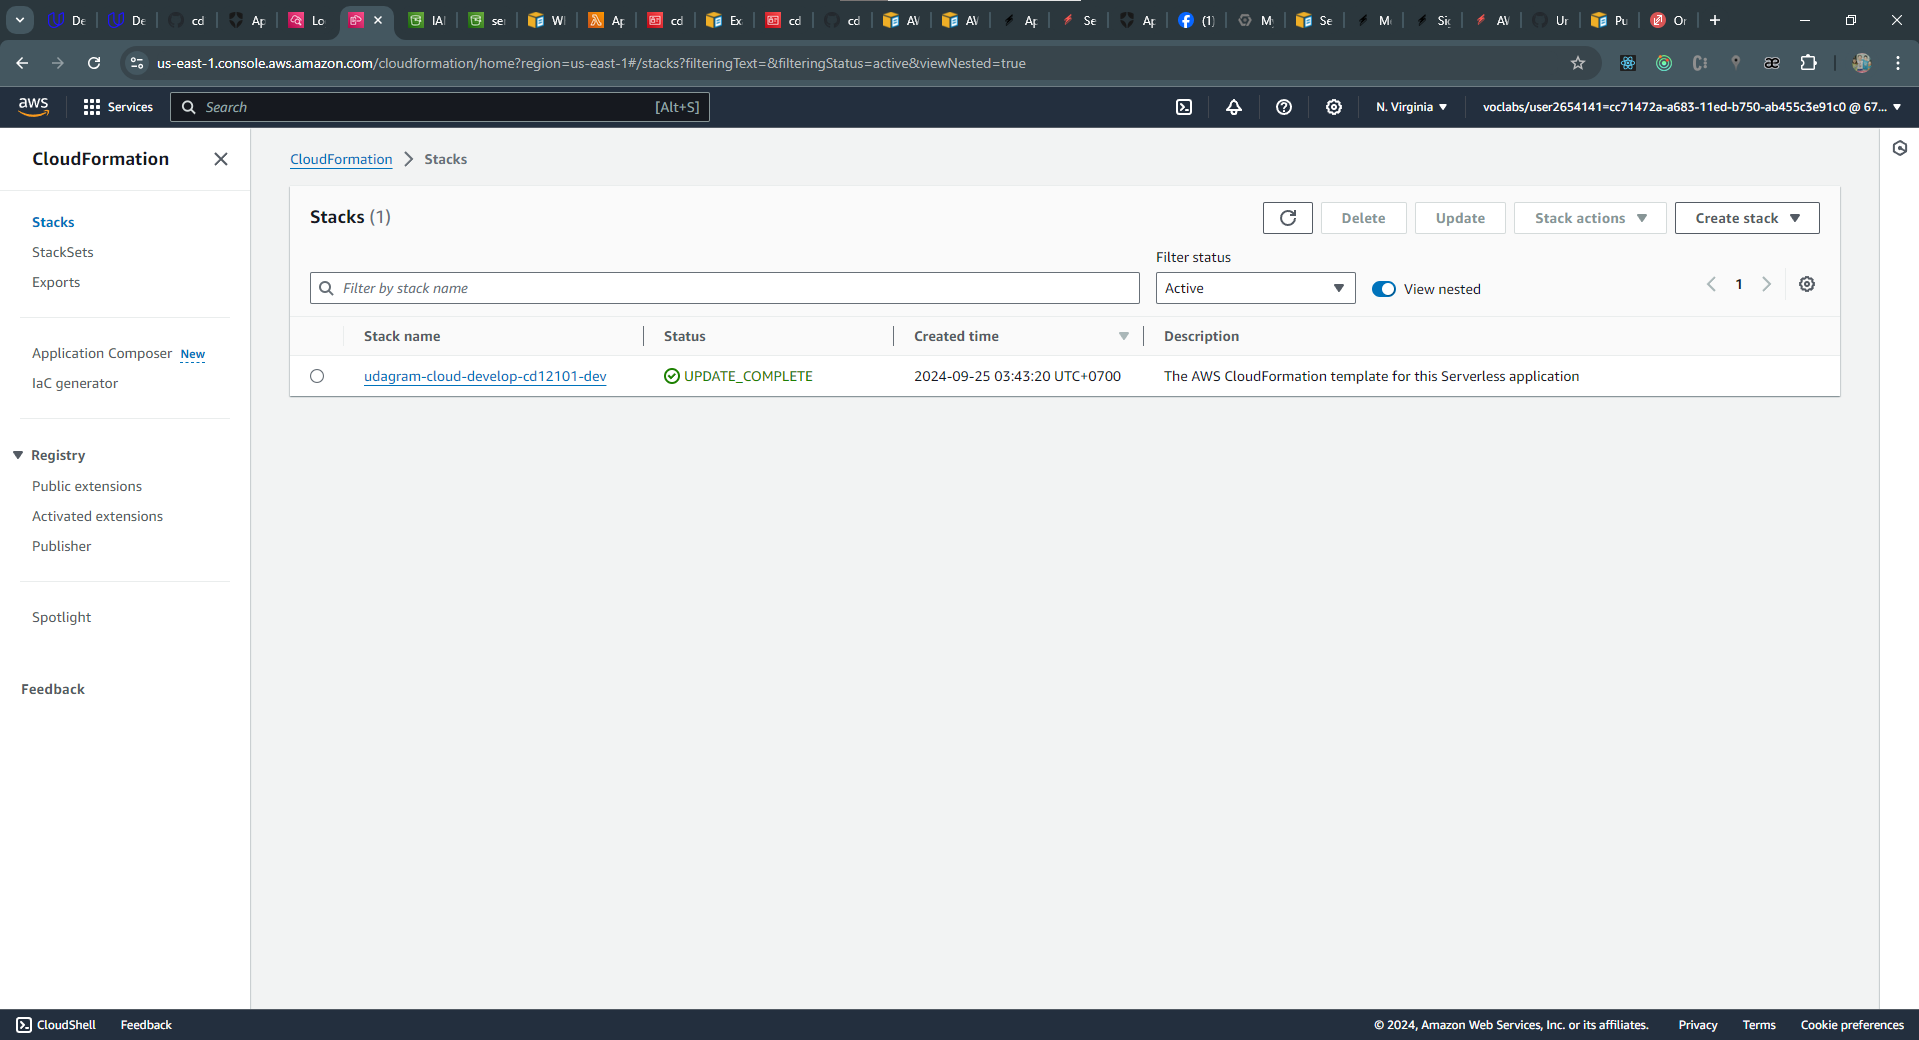 De De cd Ap Lo IA se W Ap cd Ex cd cd AV AV Ap Se Ap (1) M Se M Sig AV Ur Pu Or
us-east-1.console.aws.amazon.com/cloudformation/home?region=us-east-1#/stacks?filteringText=&filteringStatus=active&viewNested=true
aws Services Search [Alt+S] N. Virginia voclabs/user2654141=cc71472a-a683-11ed-b750-ab455c3e91c0 @ 67...
CloudFormation
Stacks
StackSets
Exports
Application Composer New
IaC generator
Registry
Public extensions
Activated extensions
Publisher
Spotlight
Feedback
CloudFormation Stacks
Stacks (1) Delete Update Stack actions Create stack
Filter status
Filter by stack name Active View nested 1
Stack name Status Created time Description
udagram-cloud-develop-cd12101-dev UPDATE_COMPLETE 2024-09-25 03:43:20 UTC+0700 The AWS CloudFormation template for this Serverless application
CloudShell Feedback © 2024, Amazon Web Services, Inc. or its affiliates. Privacy Terms Cookie preferences